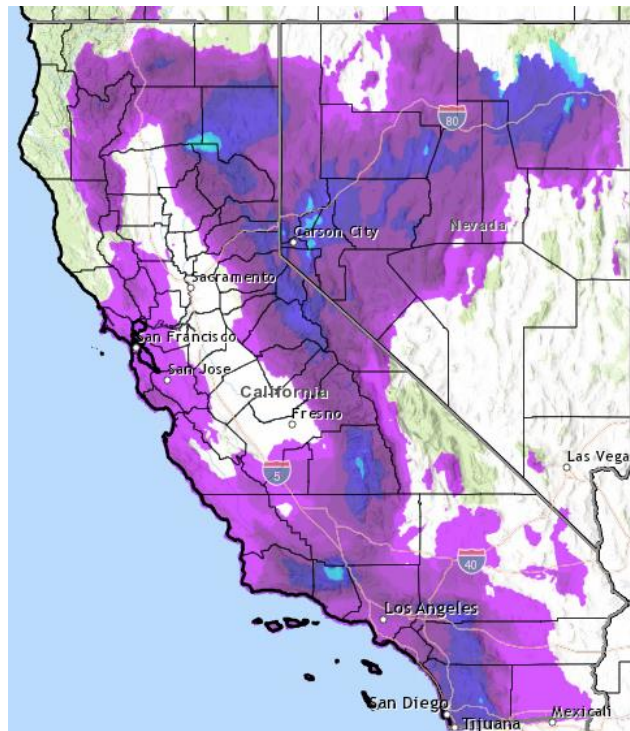 80
Nevada
Carson City
Sacramento
San Francisco
San Jose
California
Fresno
5
Las Vega
40
Los Angeles
San Diego
Mexicali
Tijuana